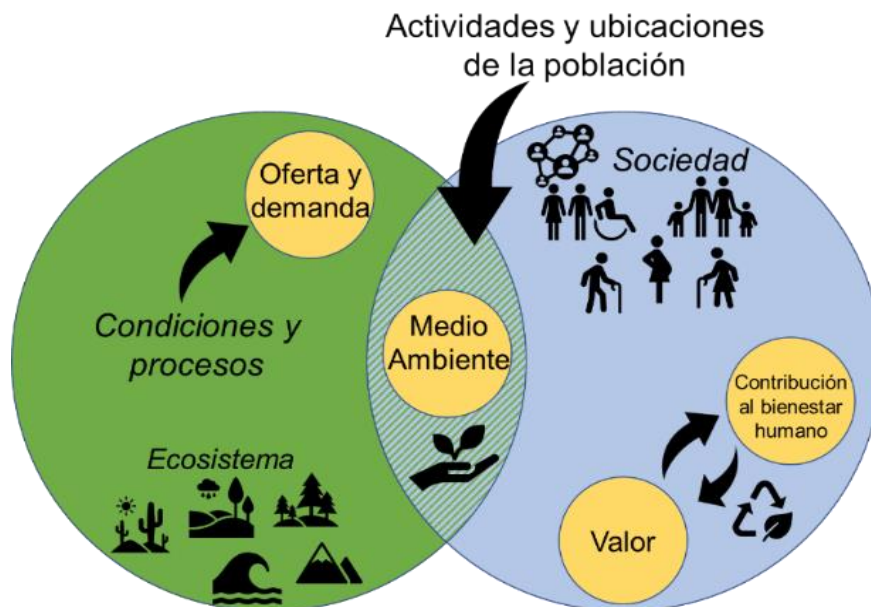 Actividades y ubicaciones
de la población
Oferta y
demanda
Sociedad
Condiciones y
procesos
Medio
Ambiente
Contribución
al bienestar
humano
Ecosistema
Valor